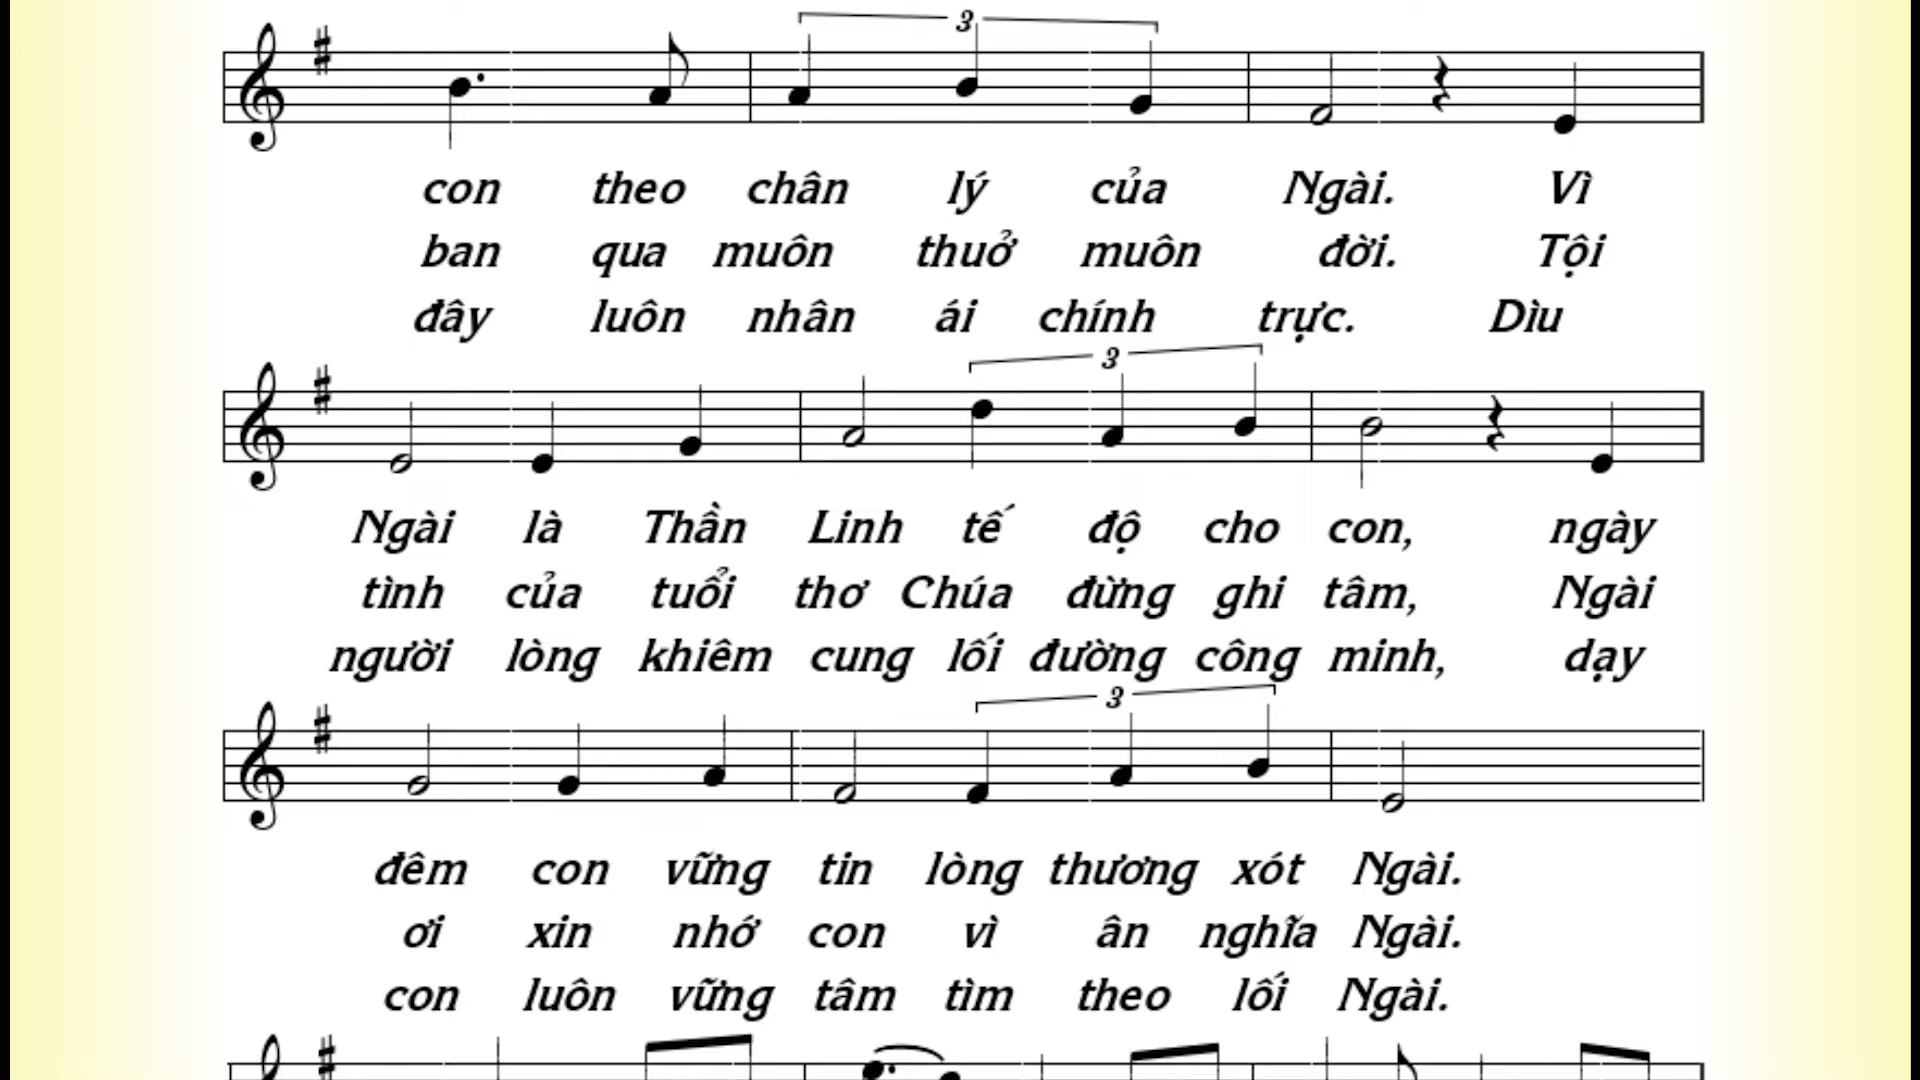 3
con theo chân lý của Ngài. Vì
ban qua muôn thuở muôn đời. Tội
đây luôn nhân ái chính trực. Dìu
3
Ngài là Thần Linh tế độ cho con, ngày
tình của tuổi thơ Chúa đừng ghi tâm, Ngài
người lòng khiêm cung lối đường công minh, dạy
3
đêm con vững tin lòng thương xót Ngài.
ơi xin nhớ con vì ân nghĩa Ngài.
con luôn vững tâm tìm theo lối Ngài.